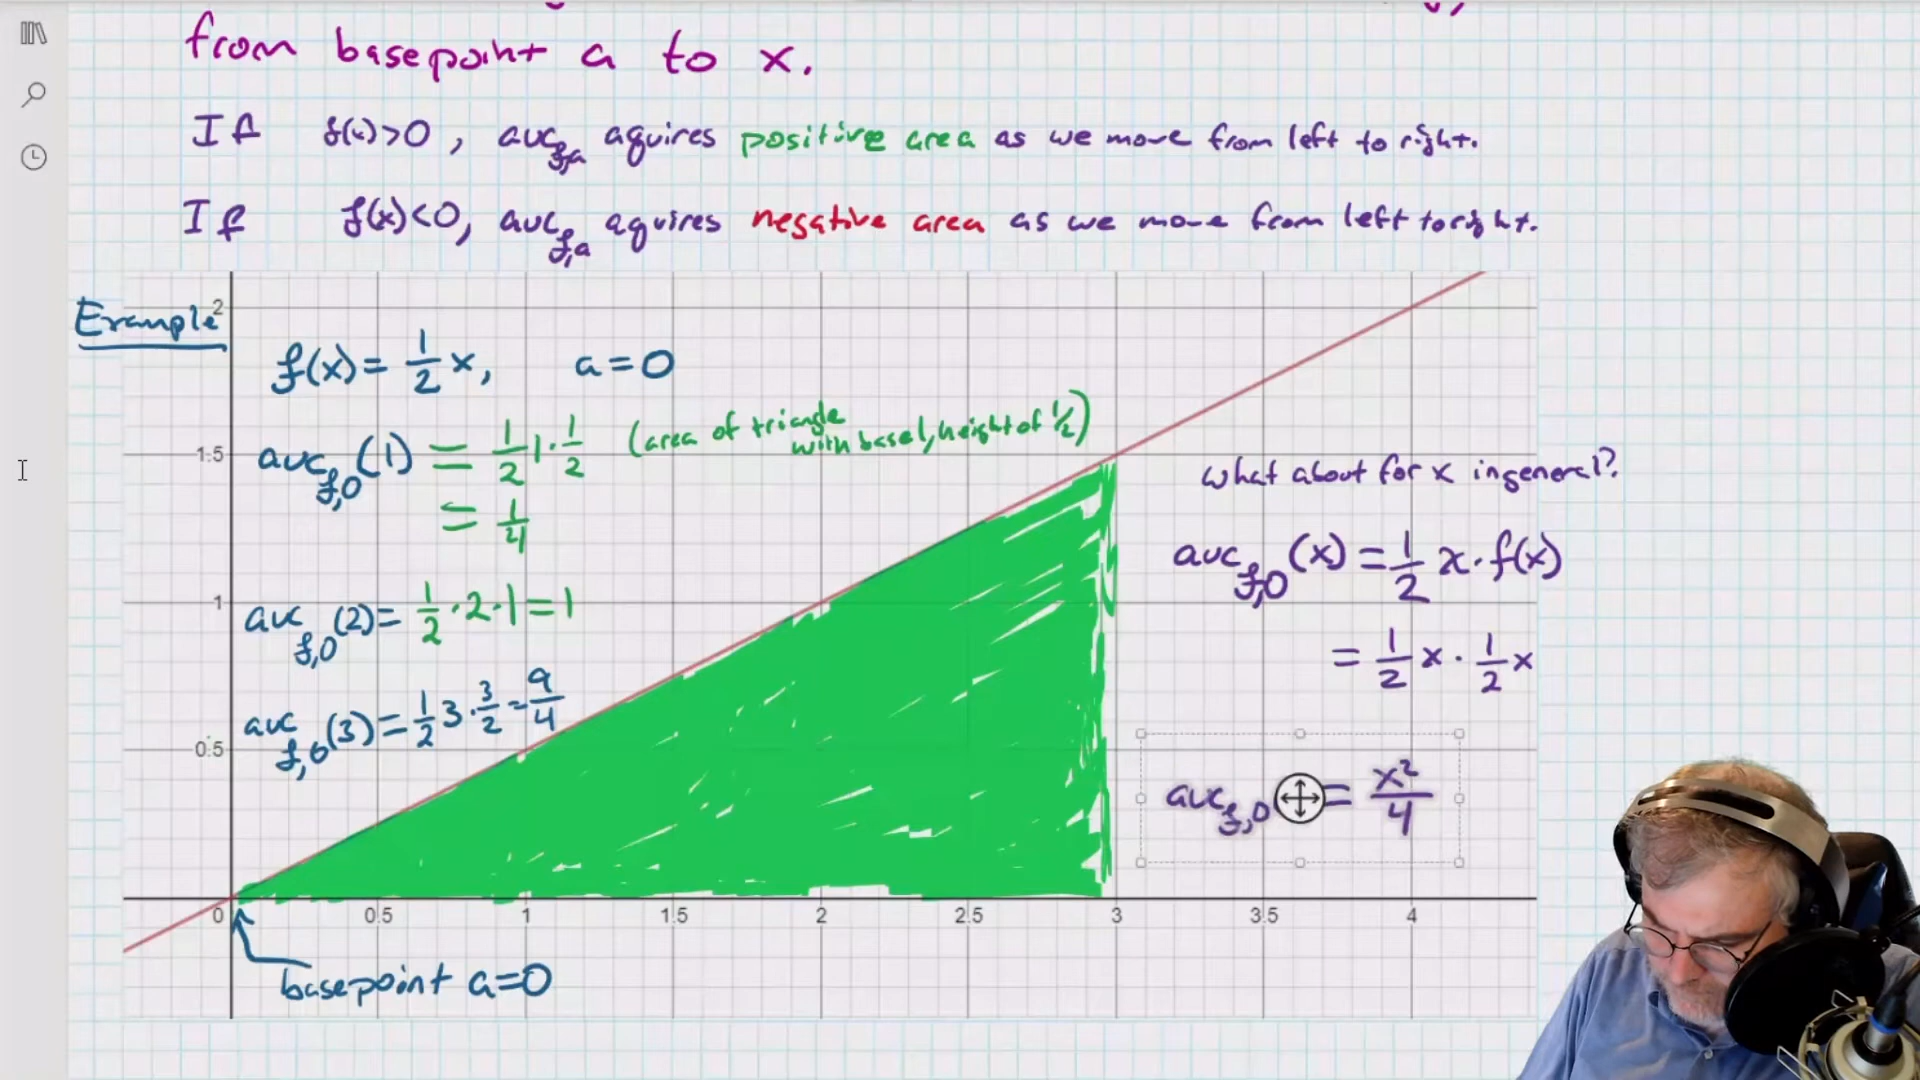 from basepoint a to x.
If f(x)>0, auc_f,a aquires positive area as we move from left to right.
If f(x)<0, auc_f,a aquires negative area as we move from left to right.
Example
f(x) = 1/2 x, a = 0
auc_f,0 (1) = 1/2 1 · 1/2 (area of triangle
with base 1, height of 1/2)
= 1/4
auc_f,0 (2) = 1/2 · 2 · 1 = 1
auc_f,0 (3) = 1/2 3 · 3/2 = 9/4
what about for x in general?
auc_f,0 (x) = 1/2 x · f(x)
= 1/2 x · 1/2 x
auc_f,0 = x²/4
2
1.5
1
0.5
0 0.5 1 1.5 2 2.5 3 3.5 4
basepoint a = 0